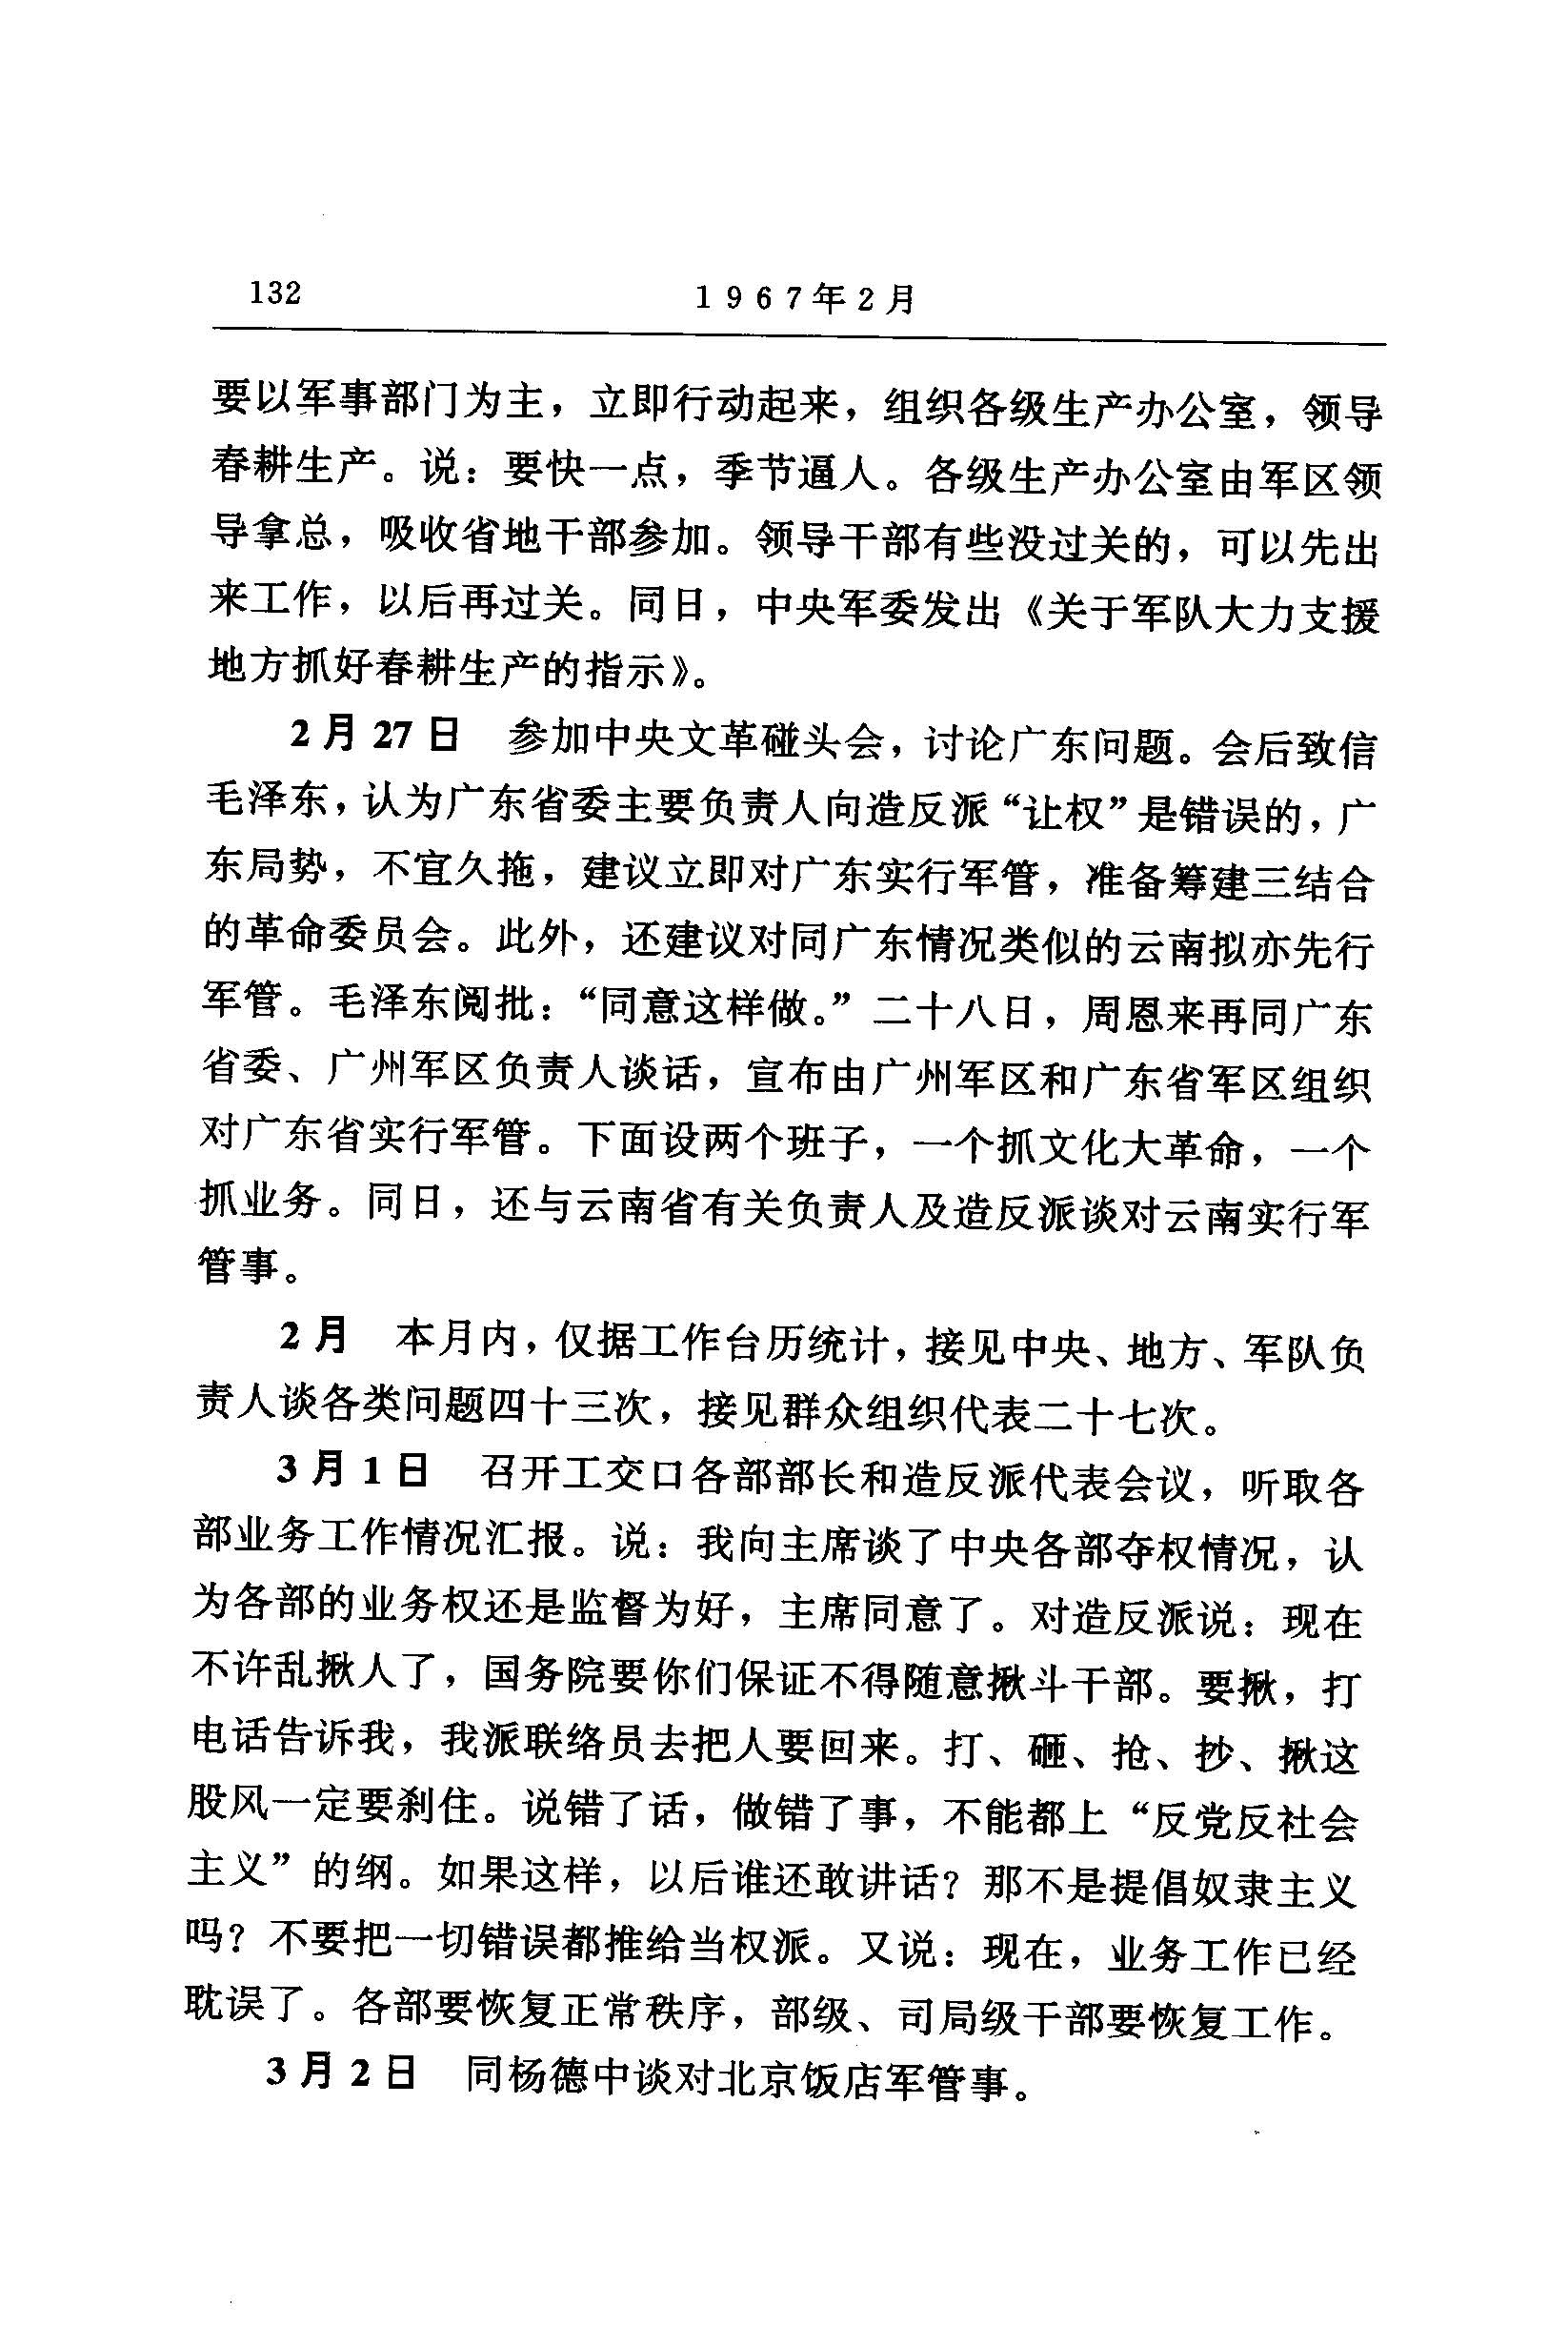 132
1967年2月
要以军事部门为主，立即行动起来，组织各级生产办公室，领导
春耕生产。说：要快一点，季节逼人。各级生产办公室由军区领
导拿总，吸收省地干部参加。领导干部有些没过关的，可以先出
来工作，以后再过关。同日，中央军委发出《关于军队大力支援
地方抓好春耕生产的指示》。
2月27日　参加中央文革碰头会，讨论广东问题。会后致信
毛泽东，认为广东省委主要负责人向造反派“让权”是错误的，广
东局势，不宜久拖，建议立即对广东实行军管，准备筹建三结合
的革命委员会。此外，还建议对同广东情况类似的云南拟亦先行
军管。毛泽东阅批：“同意这样做。”二十八日，周恩来再同广东
省委、广州军区负责人谈话，宣布由广州军区和广东省军区组织
对广东省实行军管。下面设两个班子，一个抓文化大革命，一个
抓业务。同日，还与云南省有关负责人及造反派谈对云南实行军
管事。
2月　本月内，仅据工作台历统计，接见中央、地方、军队负
责人谈各类问题四十三次，接见群众组织代表二十七次。
3月1日　召开工交口各部部长和造反派代表会议，听取各
部业务工作情况汇报。说：我向主席谈了中央各部夺权情况，认
为各部的业务权还是监督为好，主席同意了。对造反派说：现在
不许乱揪人了，国务院要你们保证不得随意揪斗干部。要揪，打
电话告诉我，我派联络员去把人要回来。打、砸、抢、抄、揪这
股风一定要刹住。说错了话，做错了事，不能都上“反党反社会
主义”的纲。如果这样，以后谁还敢讲话？那不是提倡奴隶主义
吗？不要把一切错误都推给当权派。又说：现在，业务工作已经
耽误了。各部要恢复正常秩序，部级、司局级干部要恢复工作。
3月2日　同杨德中谈对北京饭店军管事。